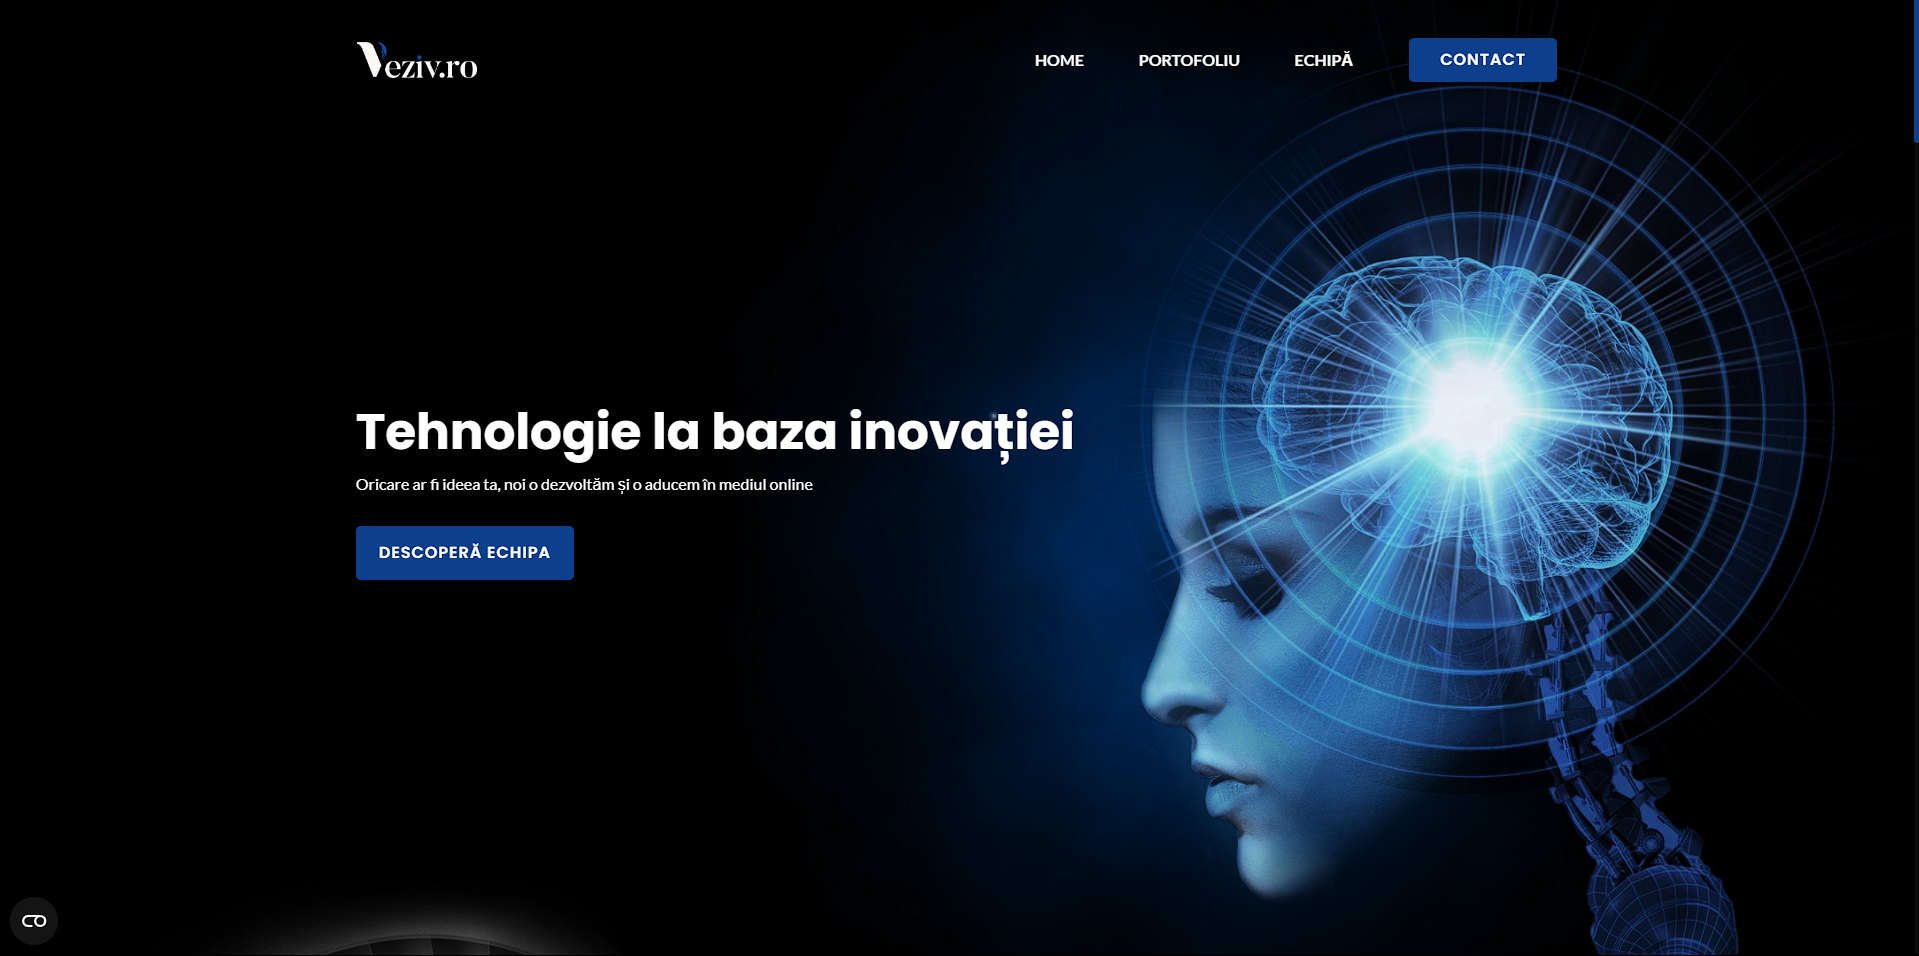 Veziv.ro
HOME
PORTOFOLIU
ECHIPĂ
CONTACT
Tehnologie la baza inovației
Oricare ar fi ideea ta, noi o dezvoltăm și o aducem în mediul online
DESCOPERĂ ECHIPA